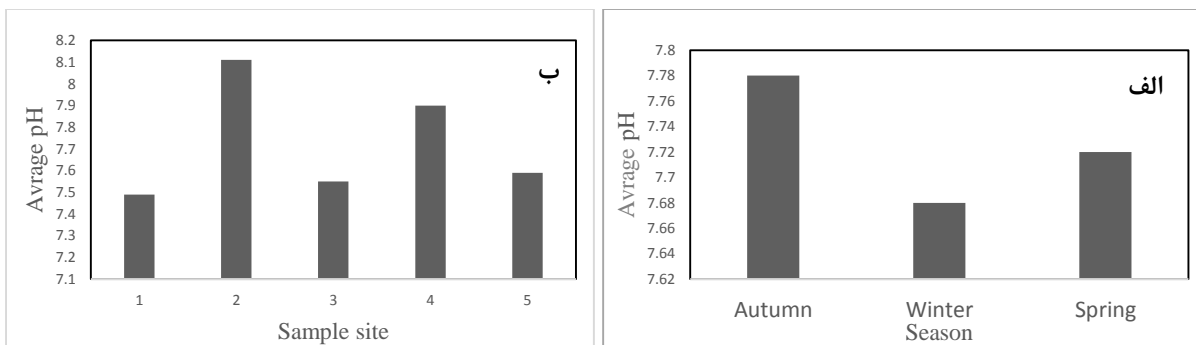 ب
Avrage pH
8.2
8.1
8
7.9
7.8
7.7
7.6
7.5
7.4
7.3
7.2
7.1
1 2 3 4 5
Sample site
الف
Avrage pH
7.8
7.78
7.76
7.74
7.72
7.7
7.68
7.66
7.64
7.62
Autumn Winter Spring
Season